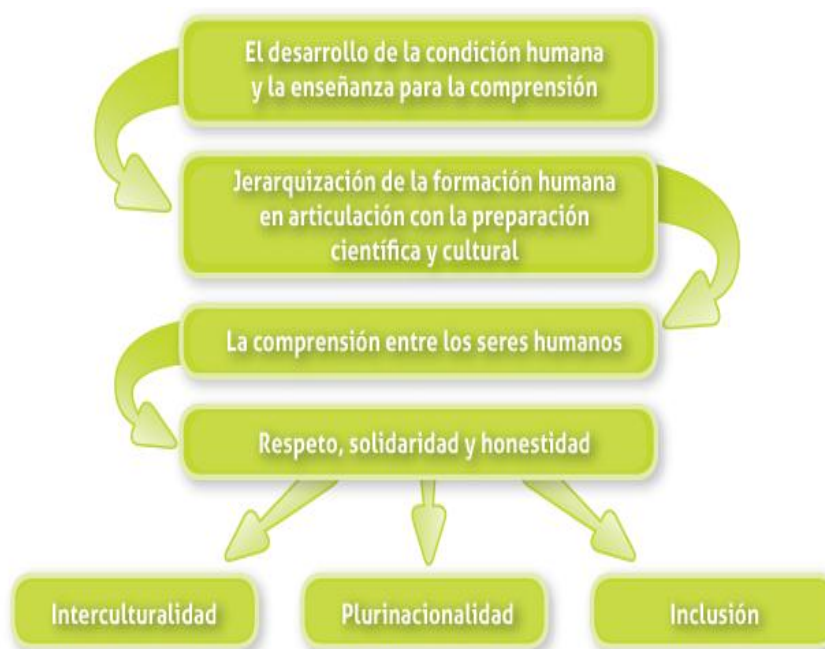 El desarrollo de la condición humana
y la enseñanza para la comprensión
Jerarquización de la formación humana
en articulación con la preparación
científica y cultural
La comprensión entre los seres humanos
Respeto, solidaridad y honestidad
Interculturalidad
Plurinacionalidad
Inclusión